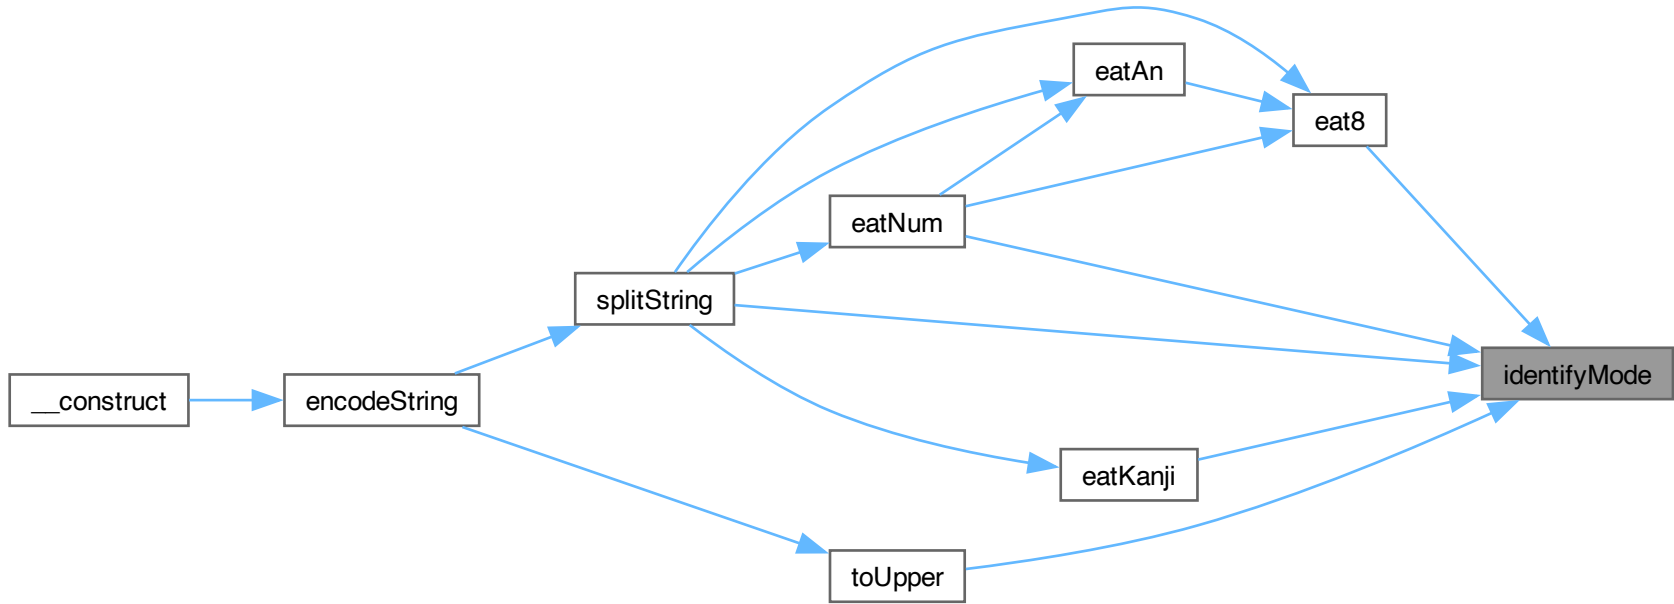 eatAn
eat8
eatNum
splitString
identifyMode
__construct
encodeString
eatKanji
toUpper